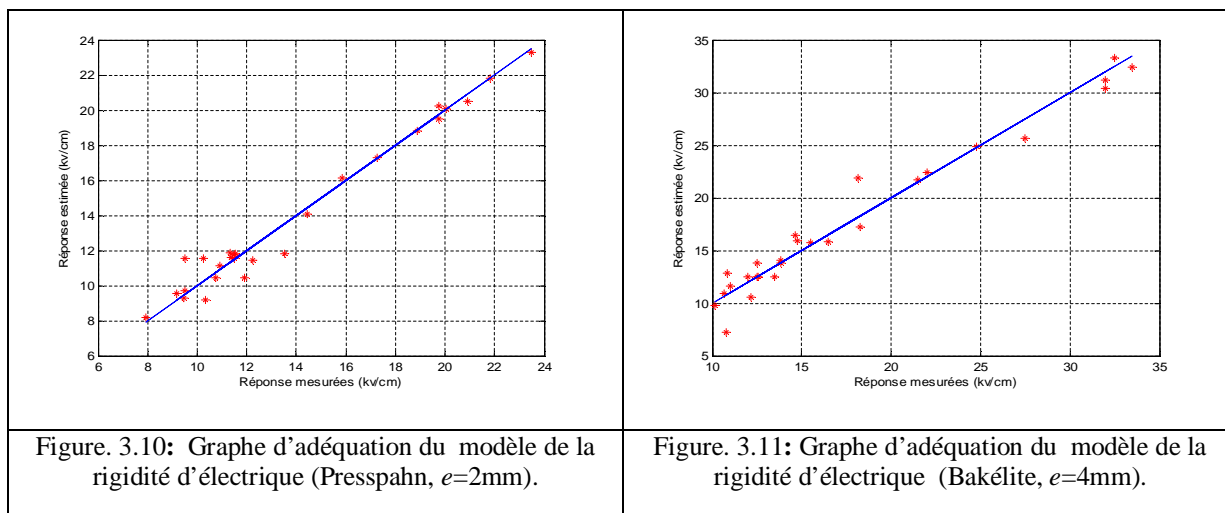 24
22
20
18
16
14
12
10
8
6
6 8 10 12 14 16 18 20 22 24
Réponse estimée (kv/cm)
Réponse mesurées (kv/cm)
35
30
25
20
15
10
5
10 15 20 25 30 35
Réponse estimée (kv/cm)
Réponse mesurées (kv/cm)
Figure. 3.10: Graphe d’adéquation du modèle de la
rigidité d’électrique (Presspahn, e=2mm).
Figure. 3.11: Graphe d’adéquation du modèle de la
rigidité d’électrique (Bakélite, e=4mm).